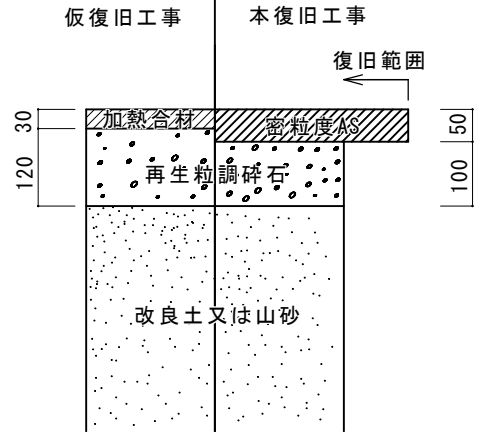 仮復旧工事
本復旧工事
復旧範囲
30
加熱合材
密粒度AS
50
120
再生粒調砕石
100
改良土又は山砂